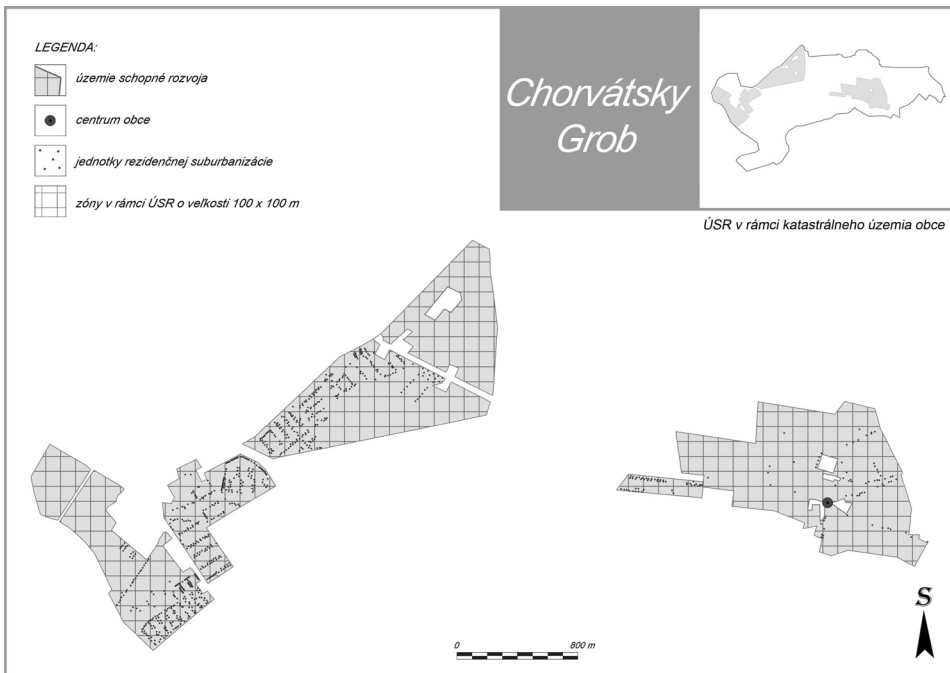 LEGENDA:
územie schopné rozvoja
centrum obce
jednotky rezidenčnej suburbanizácie
zóny v rámci ÚSR o veľkosti 100 x 100 m
Chorvátsky
Grob
ÚSR v rámci katastrálneho územia obce
0 800 m
S